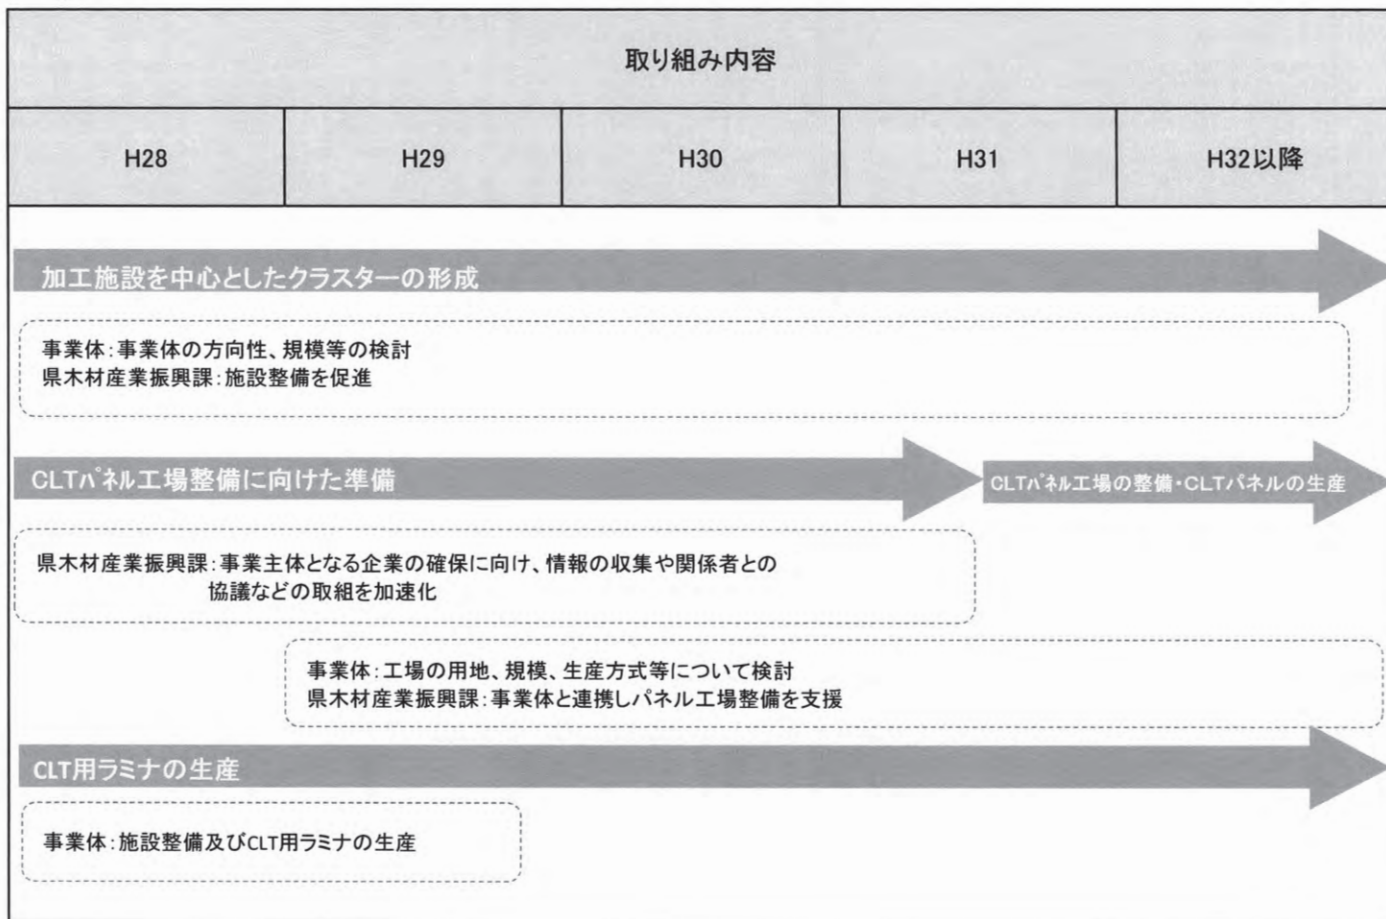 取り組み内容
H28
H29
H30
H31
H32以降
加工施設を中心としたクラスターの形成
事業体:事業体の方向性、規模等の検討
県木材産業振興課:施設整備を促進
CLTパネル工場整備に向けた準備
CLTパネル工場の整備・CLTパネルの生産
県木材産業振興課:事業主体となる企業の確保に向け、情報の収集や関係者との
協議などの取組を加速化
事業体:工場の用地、規模、生産方式等について検討
県木材産業振興課:事業体と連携しパネル工場整備を支援
CLT用ラミナの生産
事業体:施設整備及びCLT用ラミナの生産